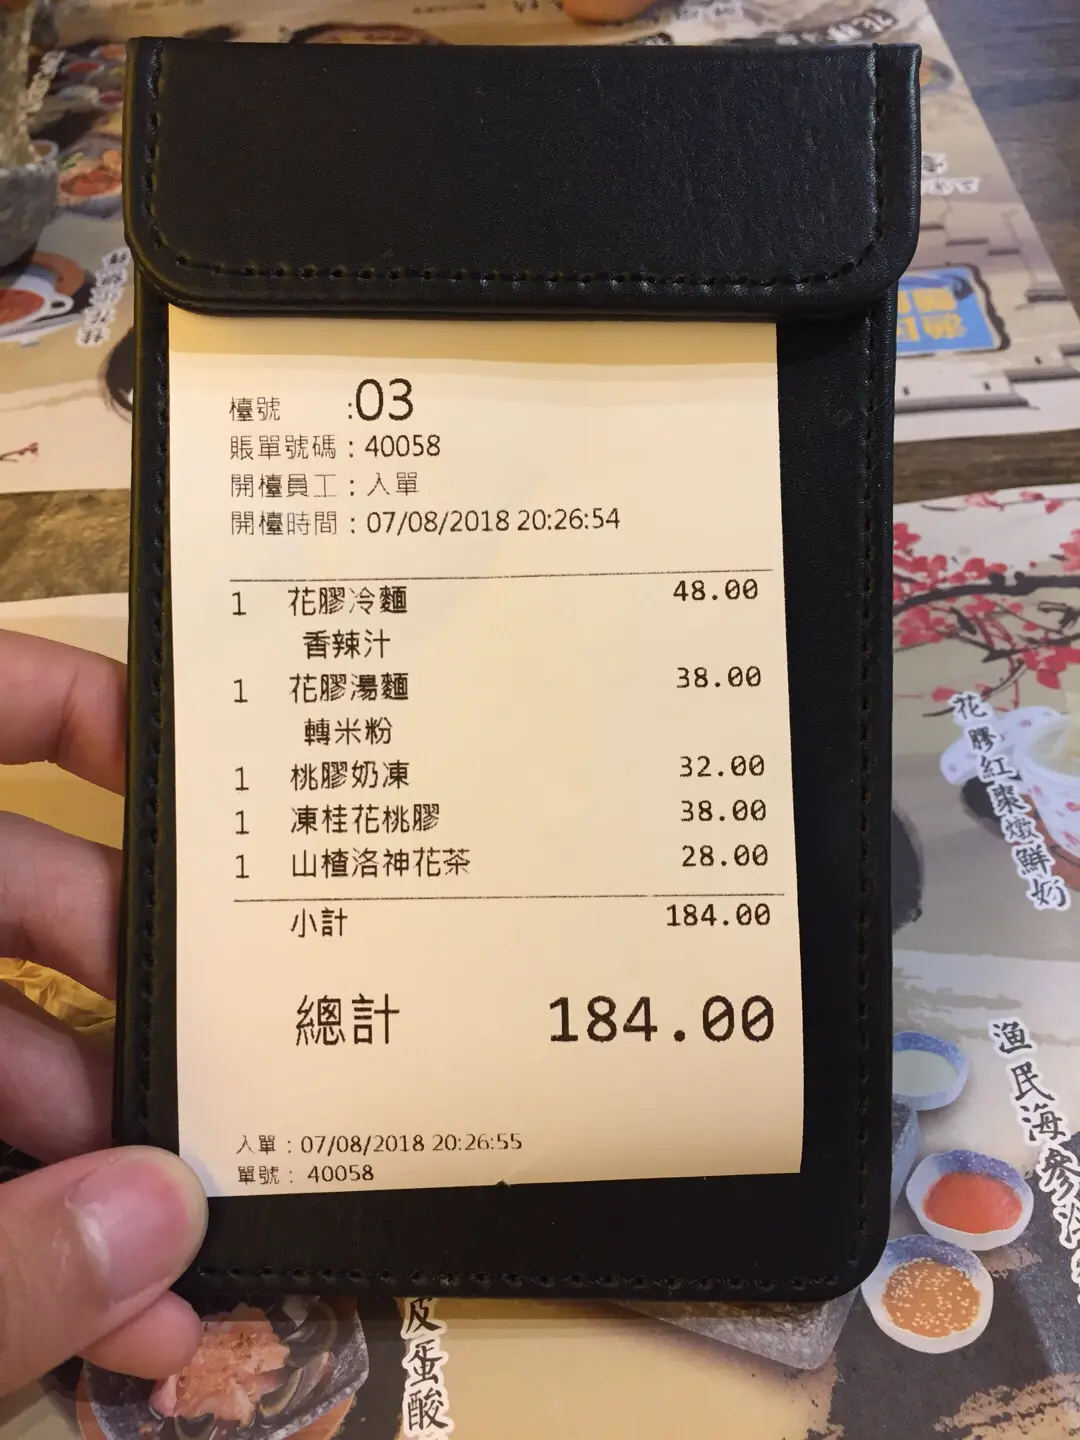 檯號 :03
賬單號碼：40058
開檯員工：入單
開檯時間：07/08/2018 20:26:54
1 花膠冷麵 48.00
香辣汁
1 花膠湯麵 38.00
轉米粉
1 桃膠奶凍 32.00
1 凍桂花桃膠 38.00
1 山楂洛神花茶 28.00
小計 184.00
總計 184.00
入單：07/08/2018 20:26:55
單號：40058
花膠紅棗燉鮮奶
漁民海參
皮蛋酸